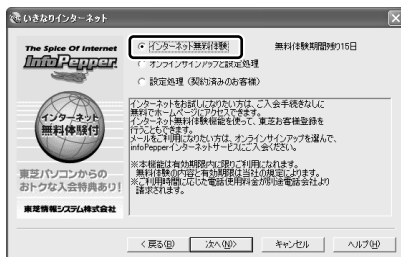 いきなりインターネット
The Spice Of Internet
InfoPepper
インターネット
無料体験付
東芝パソコンからの
おトクな入会特典あり!
東芝情報システム株式会社
インターネット無料体験
無料体験期間残り15日
オンラインサインアップと設定処理
設定処理(契約済みのお客様)
インターネットをお試しになりたい方は、ご入会手続きなしに
無料でホームページにアクセスできます。
インターネット無料体験機能を使って、東芝お客様登録を
行うこともできます。
メールをご利用になりたい方は、オンラインサインアップを選んで、
infoPepperインターネットサービスにご入会ください。
※本機能は有効期限内に限りご利用になれます。
無料体験の内容と有効期限は当社の規定によります。
※ご利用時間に応じた電話使用料金が別途電話会社より
請求されます。
< 戻る(B)
次へ(N)>
キャンセル
ヘルプ(H)